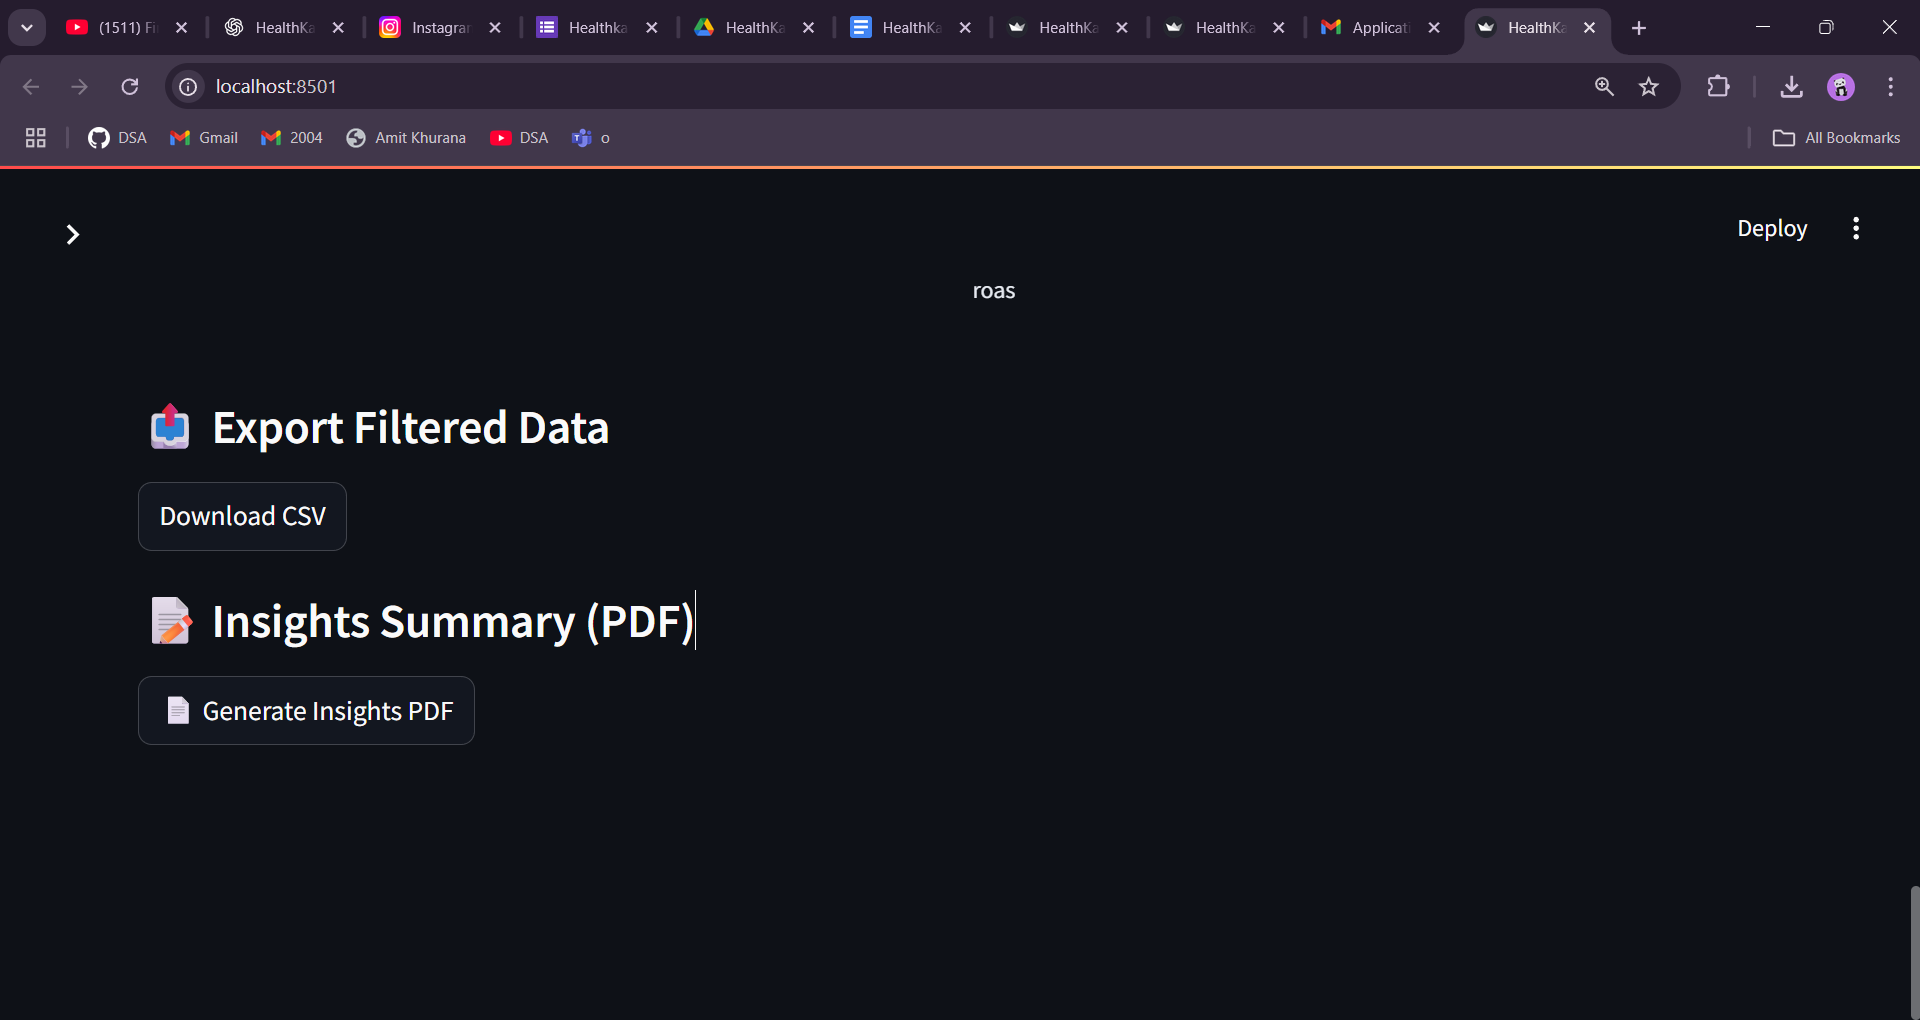 (1511) Fi
HealthKa
Instagram
Healthka
HealthKa
HealthKa
HealthKa
HealthKa
Applicati
HealthKa
localhost:8501
DSA
Gmail
2004
Amit Khurana
DSA
o
All Bookmarks
Deploy
roas
Export Filtered Data
Download CSV
Insights Summary (PDF)
Generate Insights PDF